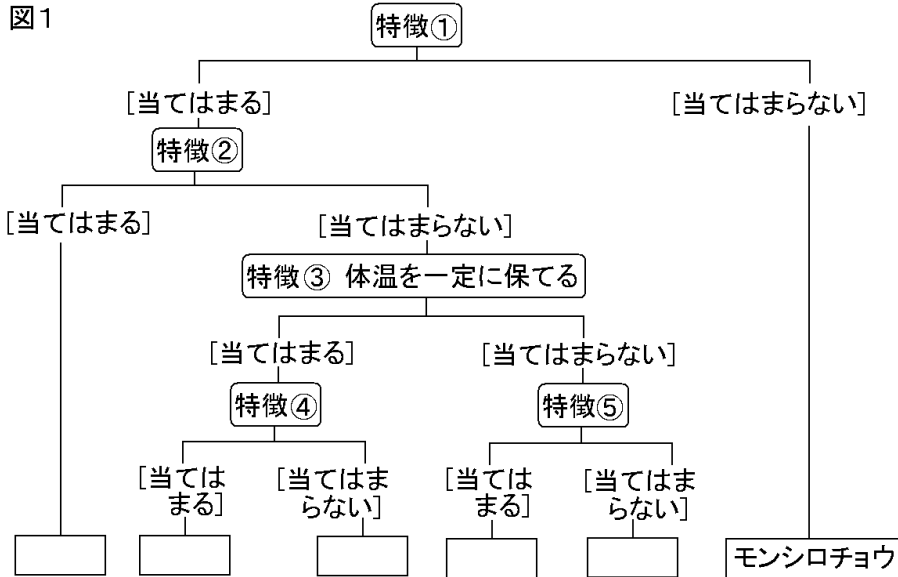 図1
特徴①
[当てはまる]
[当てはまらない]
特徴②
[当てはまる]
[当てはまらない]
特徴③ 体温を一定に保てる
[当てはまる]
[当てはまらない]
特徴④
特徴⑤
[当ては
まる]
[当てはま
らない]
[当ては
まる]
[当てはま
らない]
モンシロチョウ